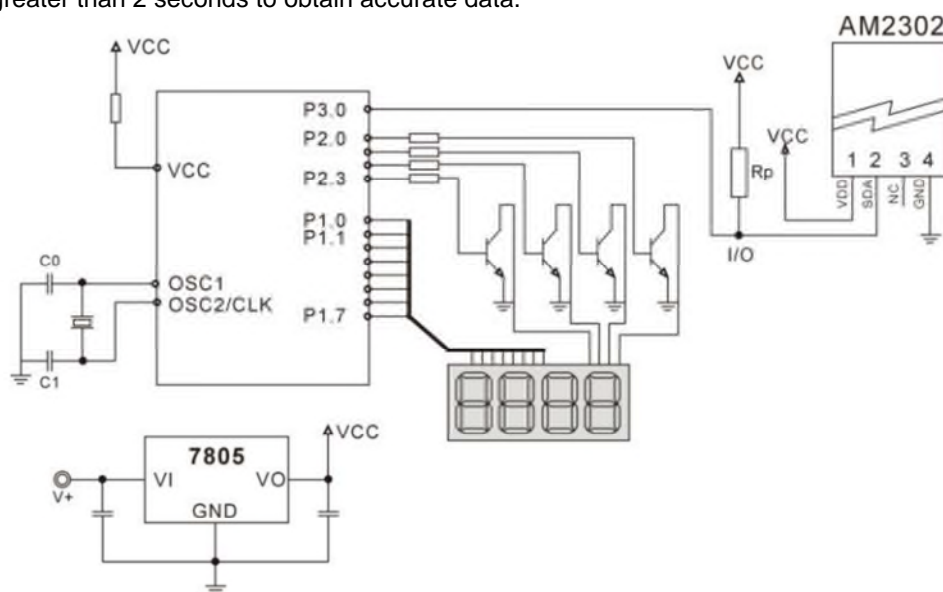 greater than 2 seconds to obtain accurate data.
AM2302
VCC
VCC
P3.0
P2.0
VCC
Rp
VCC
P2.3
1 2 3 4
VDD
SDA
NC
GND
P1.0
P1.1
I/O
C0
OSC1
OSC2/CLK
P1.7
C1
VCC
7805
VI
VO
V+
GND